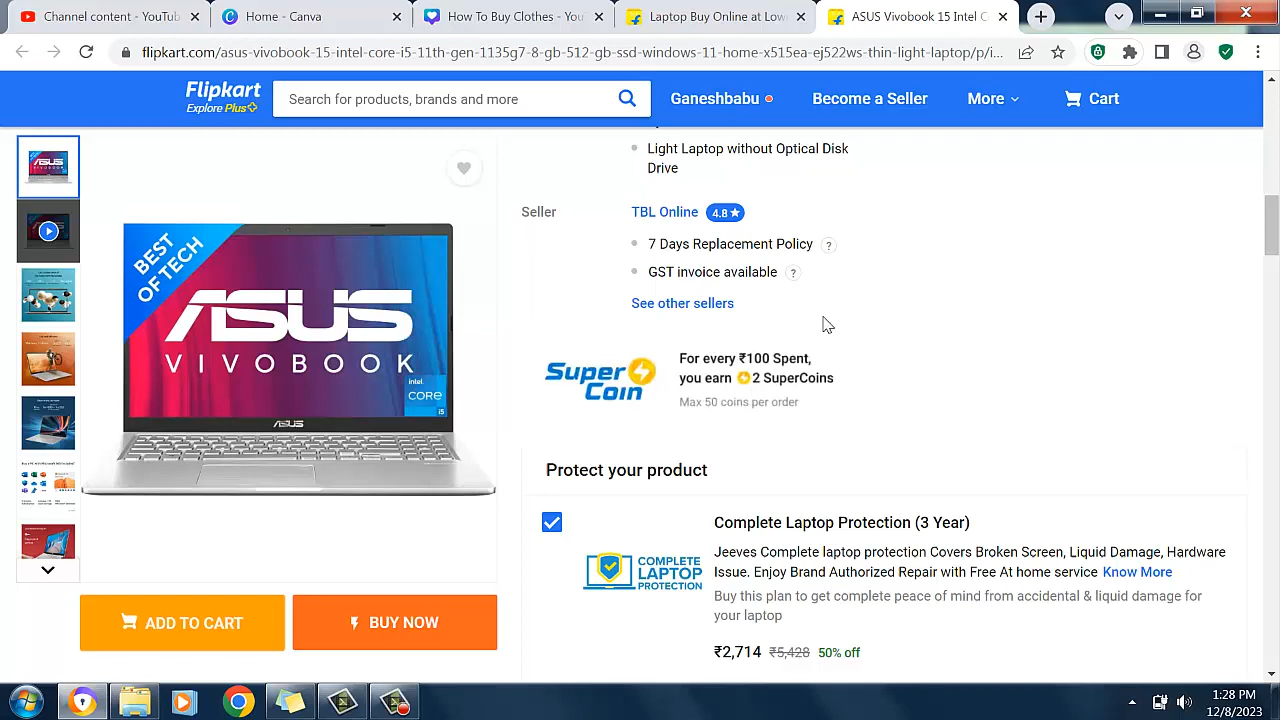 Channel content - YouTub
Home - Canva
How To Buy Clothes - You
Laptop Buy Online at Low
ASUS Vivobook 15 Intel C
flipkart.com/asus-vivobook-15-intel-core-i5-11th-gen-1135g7-8-gb-512-gb-ssd-windows-11-home-x515ea-ej522ws-thin-light-laptop/p/i...
Flipkart
Explore Plus
Search for products, brands and more
Ganeshbabu
Become a Seller
More
Cart
Light Laptop without Optical Disk
Drive
Seller
TBL Online 4.8★
7 Days Replacement Policy ?
GST invoice available ?
See other sellers
BEST
OF TECH
ASUS
VIVOBOOK
intel
CORE
i5
ASUS
Super
Coin
For every ₹100 Spent,
you earn 2 SuperCoins
Max 50 coins per order
Protect your product
Complete Laptop Protection (3 Year)
COMPLETE
LAPTOP
PROTECTION
Jeeves Complete laptop protection Covers Broken Screen, Liquid Damage, Hardware
Issue. Enjoy Brand Authorized Repair with Free At home service Know More
Buy this plan to get complete peace of mind from accidental & liquid damage for
your laptop
₹2,714 ₹5,428 50% off
ADD TO CART
BUY NOW
1:28 PM
12/8/2023